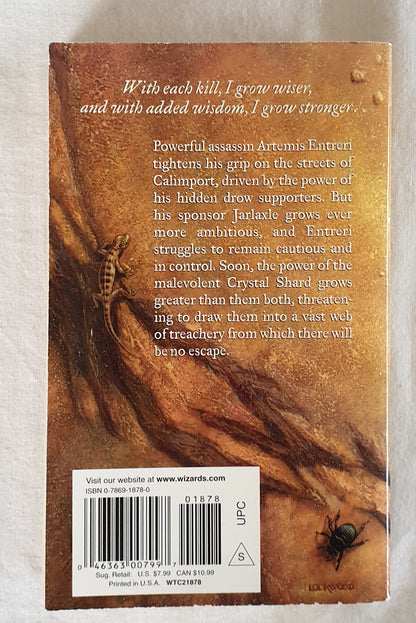 With each kill, I grow wiser,
and with added wisdom, I grow stronger.
Powerful assassin Artemis Entreri
tightens his grip on the streets of
Calimport, driven by the power of
his hidden drow supporters. But
his sponsor Jarlaxle grows ever
more ambitious, and Entreri
struggles to remain cautious and
in control. Soon, the power of the
malevolent Crystal Shard grows
greater than them both, threaten-
ing to draw them into a vast web
of treachery from which there will
be no escape.
Visit our website at www.wizards.com
ISBN 0-7869-1878-0
01878
0 46363 00799 7
UPC
S
Sug. Retail: U.S. $7.99 CAN $10.99
Printed in U.S.A. WTC21878
LOCKWOOD